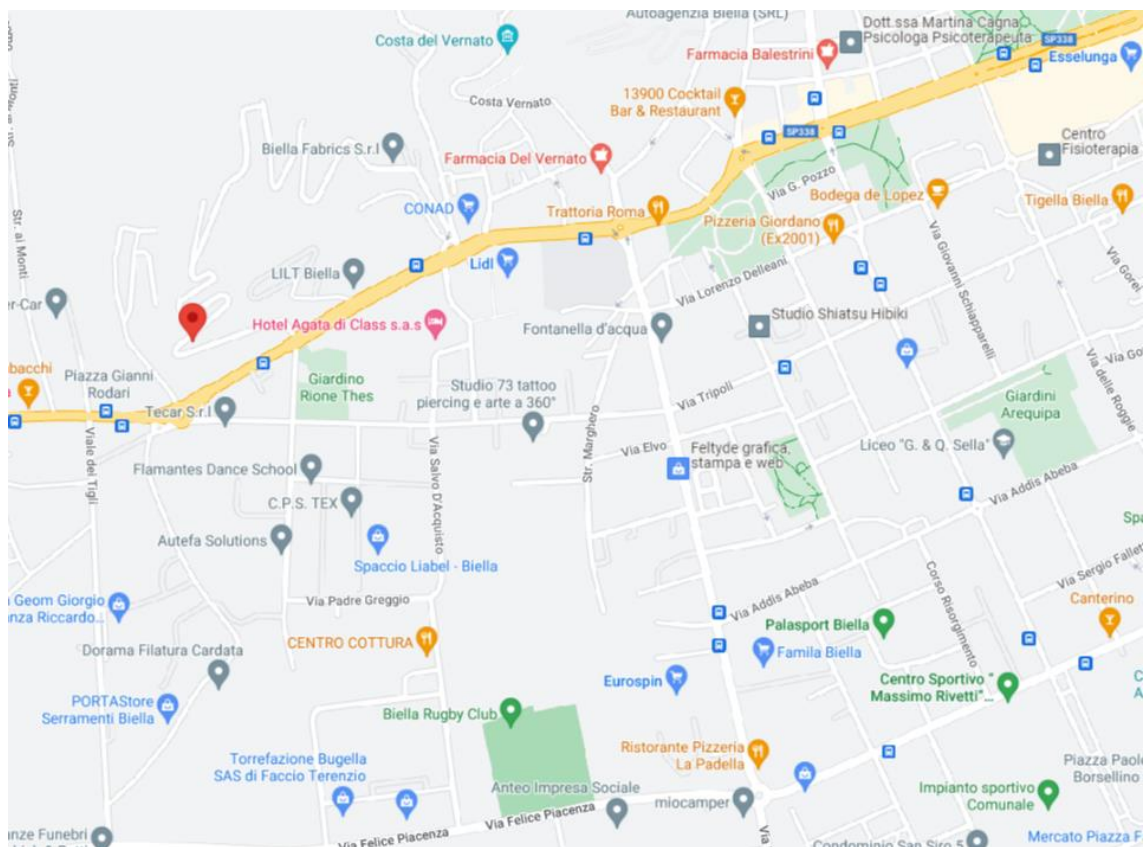 Autoagenzia Biella (SRL)
Dott.ssa Martina Cagna
Psicologa Psicoterapeuta
Costa del Vernato
Farmacia Balestrini
SP338
Esselunga
13900 Cocktail
Bar & Restaurant
Costa Vernato
SP338
Biella Fabrics S.r.l
Farmacia Del Vernato
Centro
Fisioterapia
Via G. Pozzo
Bodega de Lopez
CONAD
Trattoria Roma
Pizzeria Giordano
(Ex2001)
Tigella Biella
Str. ai Monti
Lidl
LILT Biella
Via Lorenzo Delleani
Via Giovanni Schiapparelli
Hotel Agata di Class s.a.s
Fontanella d'acqua
Studio Shiatsu Hibiki
Piazza Gianni
Rodari
Giardino
Rione Thes
Studio 73 tattoo
piercing e arte a 360°
Via Tripoli
Via delle Roggie
Giardini
Arequipa
Tecar S.r.l
Viale dei Tigli
Via Salvo D'Acquisto
Str. Marghero
Via Elvo
Feltyde grafica,
stampa e web
Liceo "G. & Q. Sella"
Flamantes Dance School
C.P.S. TEX
Via Addis Abeba
Autefa Solutions
Spaccio Liabel - Biella
Via Padre Greggio
Via Addis Abeba
Corso Risorgimento
Geom Giorgio
Riccardo...
Canterino
CENTRO COTTURA
Palasport Biella
Famila Biella
Dorama Filatura Cardata
Eurospin
Centro Sportivo "
Massimo Rivetti"...
PORTAStore
Serramenti Biella
Biella Rugby Club
Ristorante Pizzeria
La Padella
Torrefazione Bugella
SAS di Faccio Terenzio
Anteo Impresa Sociale
miocamper
Impianto sportivo
Comunale
Borsellino
Via Felice Piacenza
Via Felice Piacenza
Via
Condominio San Siro 5
Mercato Piazza F